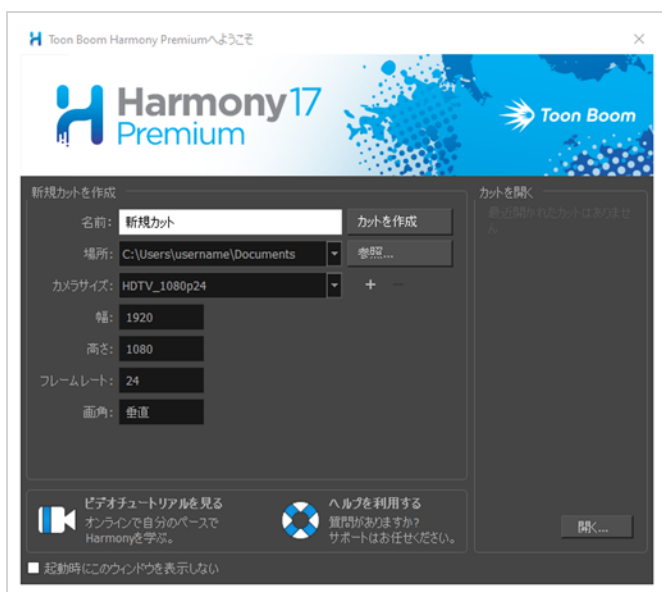 Toon Boom Harmony Premiumへようこそ
Harmony 17
Premium
Toon Boom
新規カットを作成
名前: 新規カット カットを作成
場所: C:\Users\username\Documents 参照...
カメラサイズ: HDTV_1080p24 + -
幅: 1920
高さ: 1080
フレームレート: 24
画角: 垂直
カットを開く
最近開かれたカットはありませ
ん
ビデオチュートリアルを見る
オンラインで自分のペースで
Harmonyを学ぶ。
ヘルプを利用する
質問がありますか?
サポートはお任せください。
開く...
起動時にこのウィンドウを表示しない